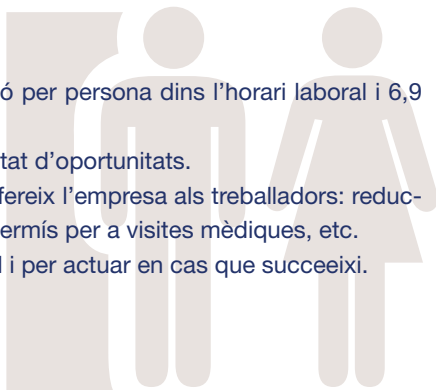 ó per persona dins l'horari laboral i 6,9
tat d'oportunitats.
fereix l'empresa als treballadors: reduc-
ermís per a visites mèdiques, etc.
l i per actuar en cas que succeeixi.